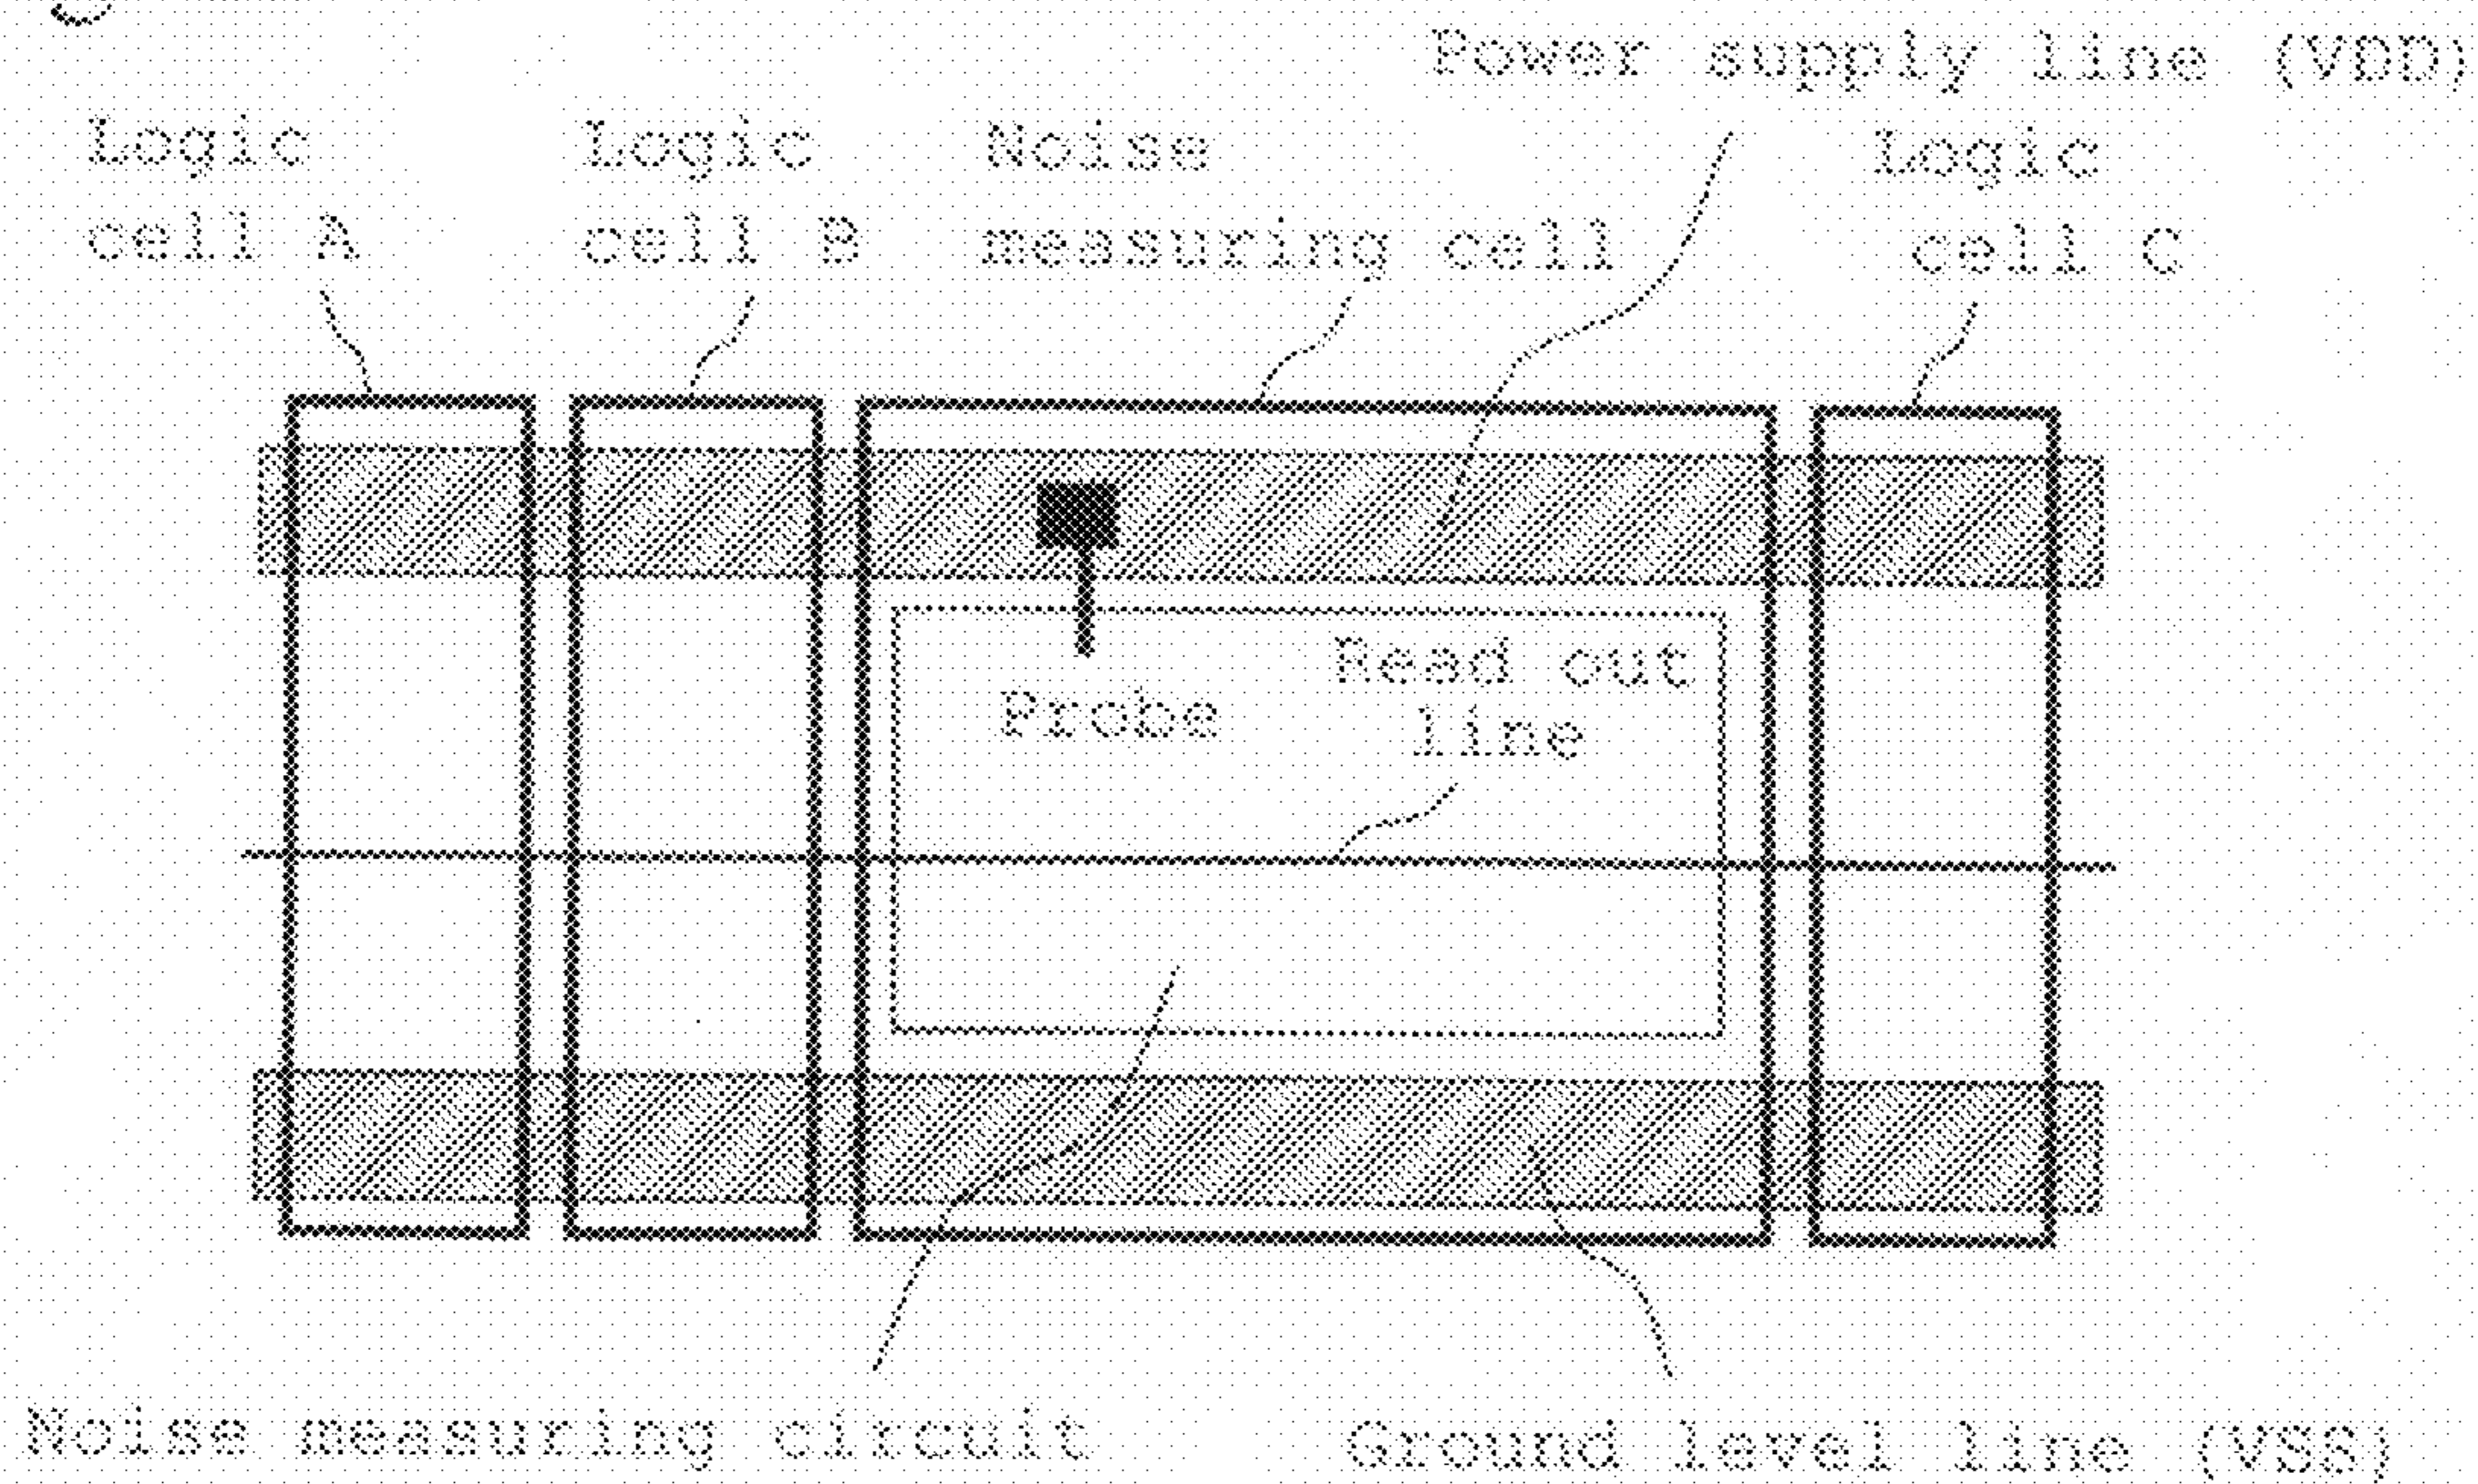 Power supply line (VDD)
Logic
cell A
Logic
cell B
Noise
measuring cell
Logic
cell C
Probe
Read out
line
Noise measuring circuit
Ground level line (VSS)